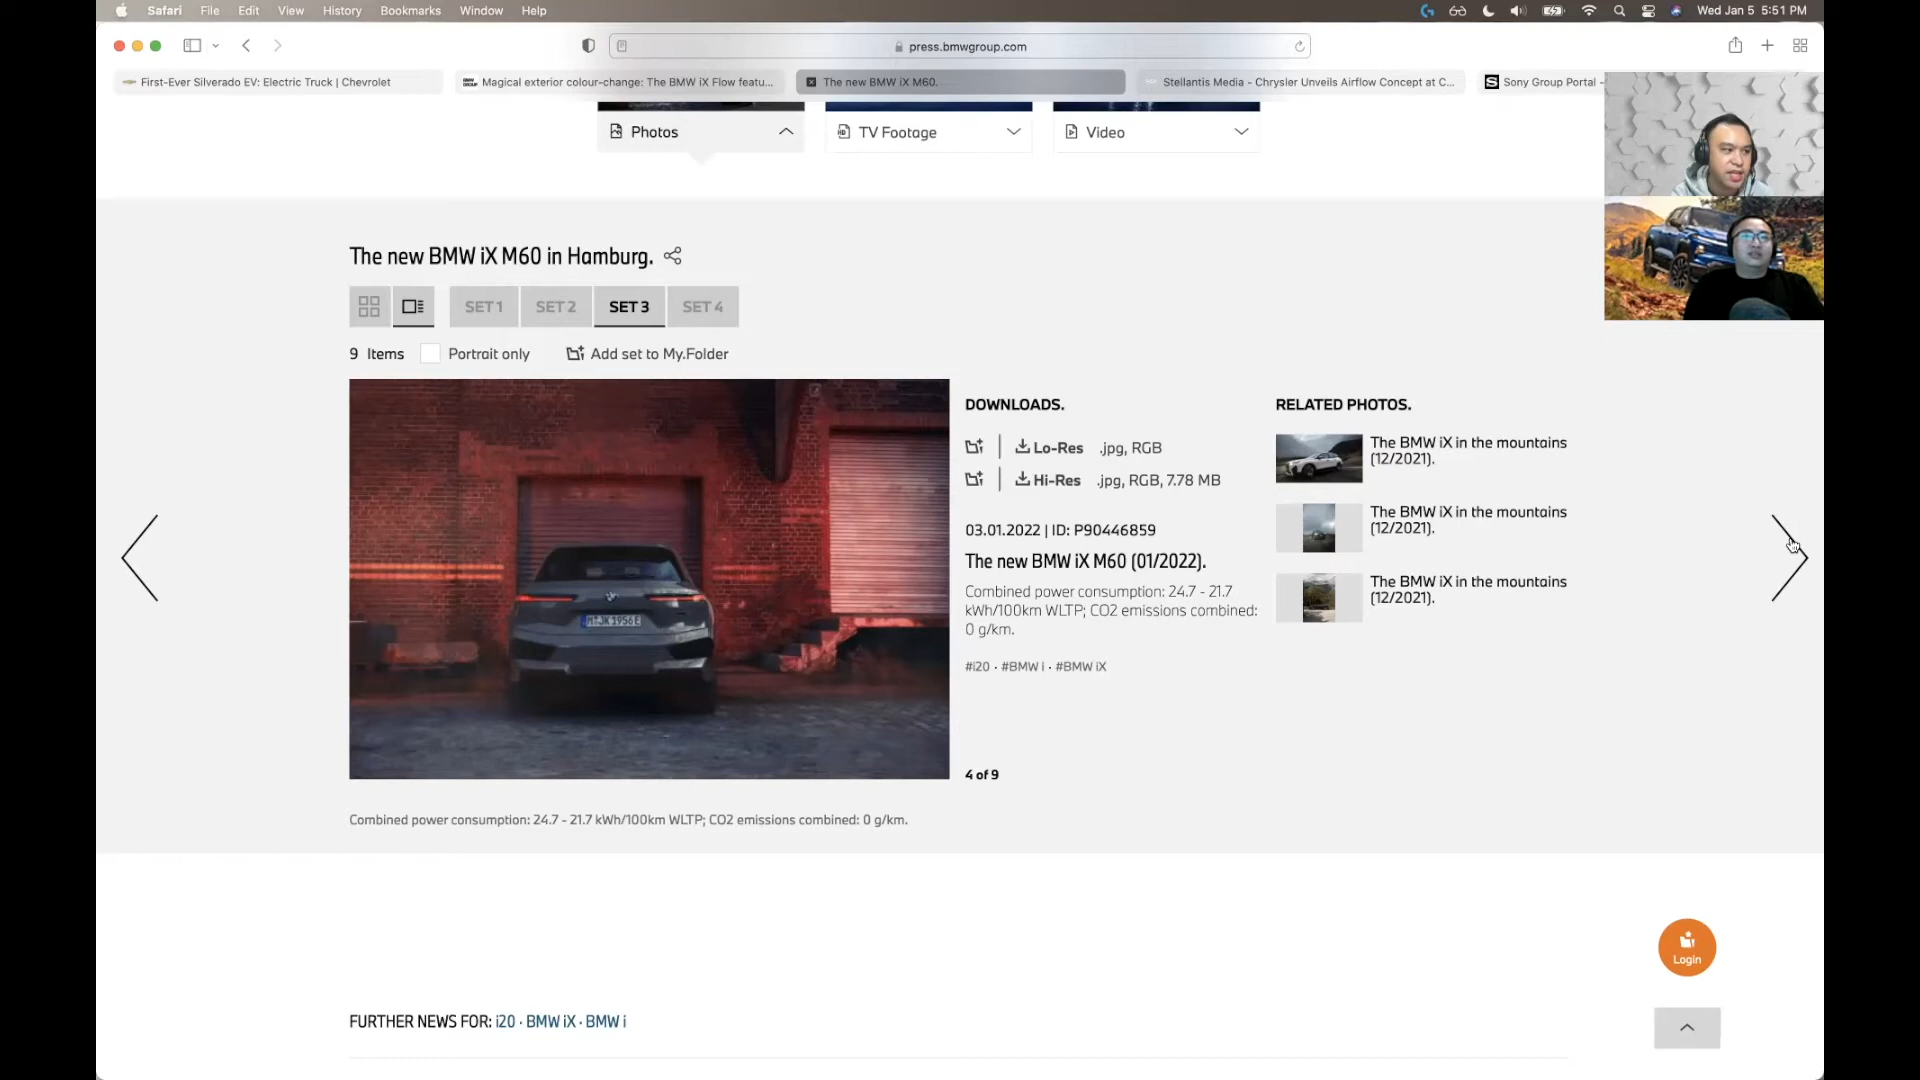 Safari File Edit View History Bookmarks Window Help Wed Jan 5 5:51 PM
press.bmwgroup.com
First-Ever Silverado EV: Electric Truck | Chevrolet
Magical exterior colour-change: The BMW iX Flow featu...
The new BMW iX M60.
Stellantis Media - Chrysler Unveils Airflow Concept at C...
Sony Group Portal -
Photos
TV Footage
Video
The new BMW iX M60 in Hamburg.
SET 1 SET 2 SET 3 SET 4
9 Items Portrait only Add set to My.Folder
M:JK 1956E
DOWNLOADS.
Lo-Res .jpg, RGB
Hi-Res .jpg, RGB, 7.78 MB
03.01.2022 | ID: P90446859
The new BMW iX M60 (01/2022).
Combined power consumption: 24.7 - 21.7
kWh/100km WLTP; CO2 emissions combined:
0 g/km.
#i20 · #BMW i · #BMW iX
4 of 9
RELATED PHOTOS.
The BMW iX in the mountains
(12/2021).
The BMW iX in the mountains
(12/2021).
The BMW iX in the mountains
(12/2021).
Combined power consumption: 24.7 - 21.7 kWh/100km WLTP; CO2 emissions combined: 0 g/km.
Login
FURTHER NEWS FOR: i20 · BMW iX · BMW i